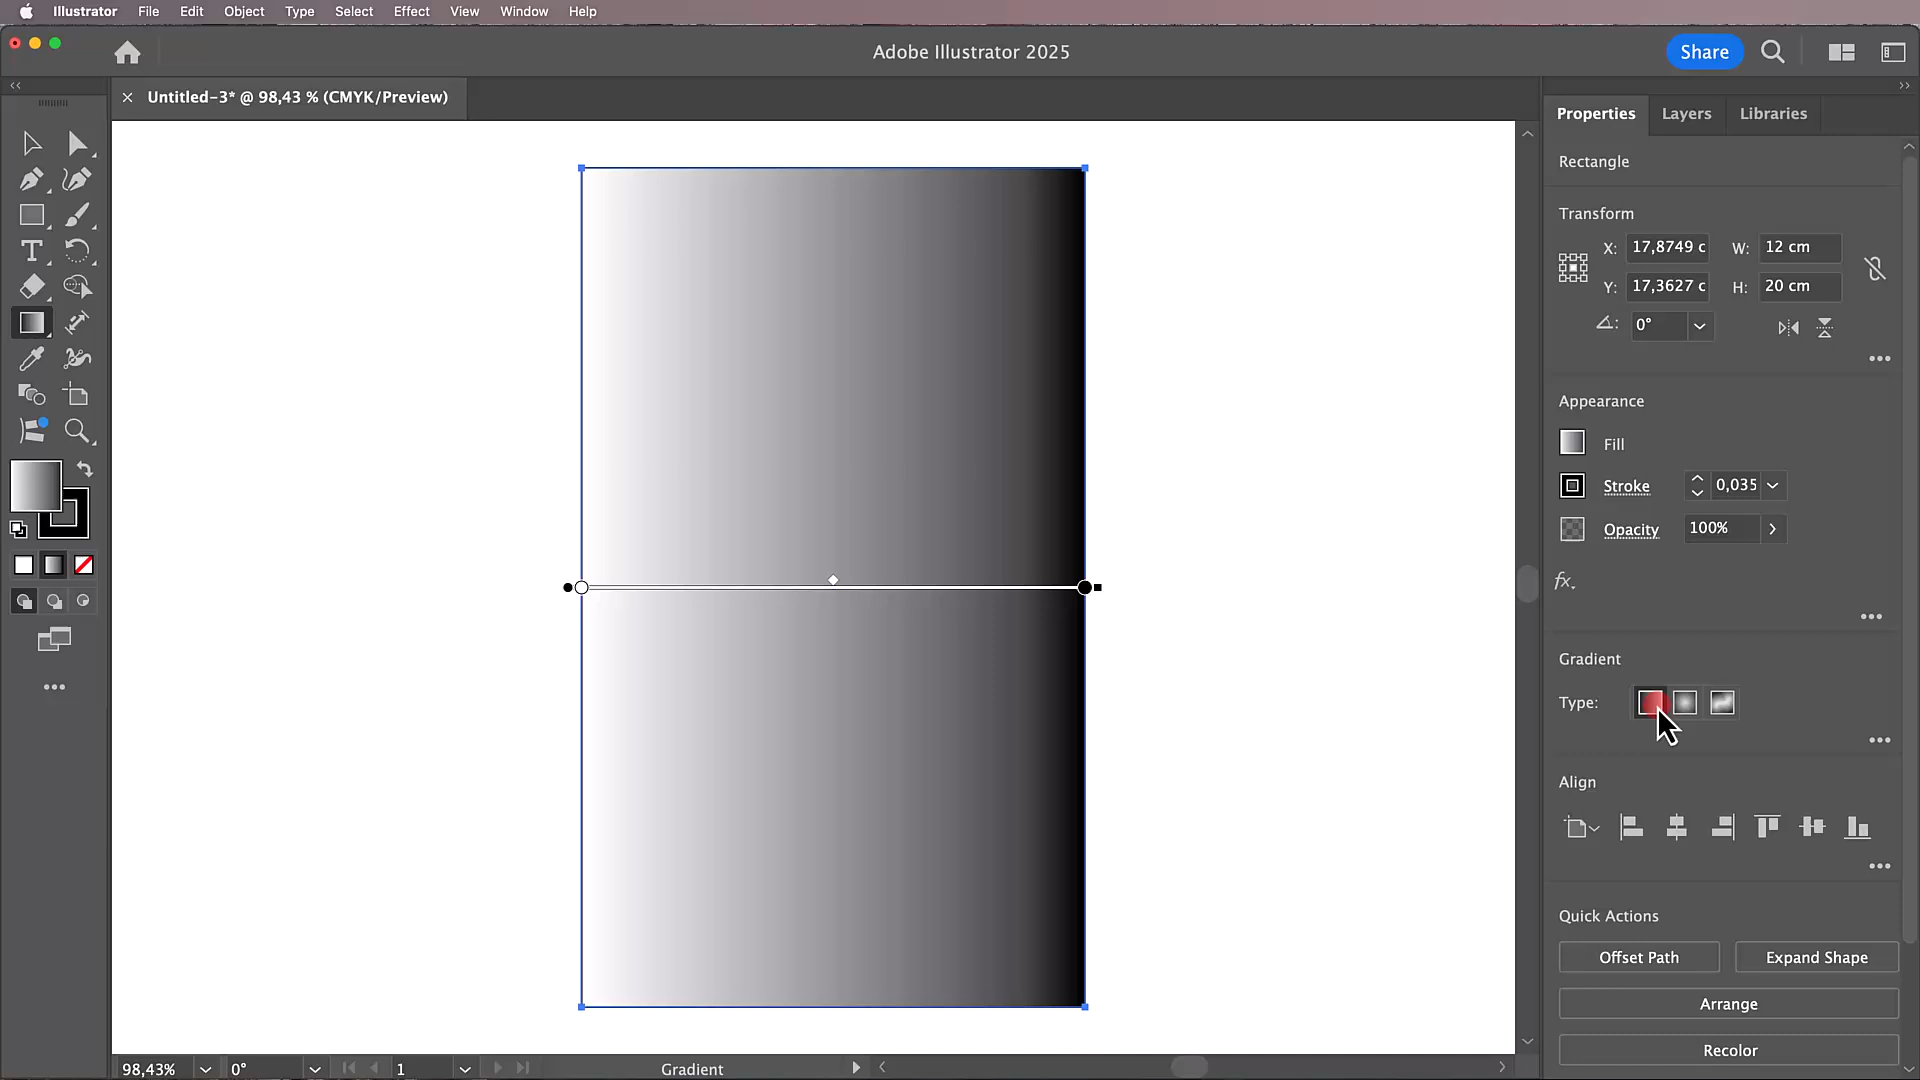 Illustrator File Edit Object Type Select Effect View Window Help
Adobe Illustrator 2025
Share
Untitled-3* @ 98,43 % (CMYK/Preview)
Properties Layers Libraries
Rectangle
Transform
X: 17,8749 c W: 12 cm
Y: 17,3627 c H: 20 cm
0°
Appearance
Fill
Stroke 0,035
Opacity 100%
fx.
Gradient
Type:
Align
Quick Actions
Offset Path Expand Shape
Arrange
Recolor
98,43% 0° 1 Gradient